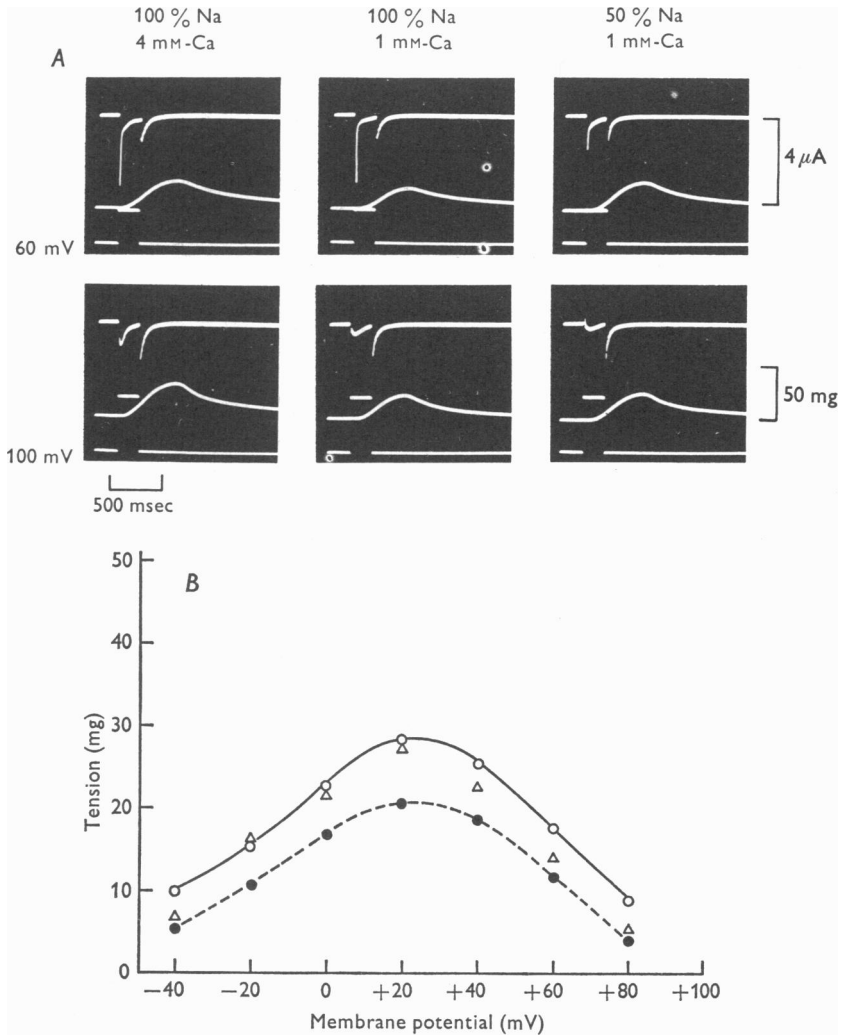 100 % Na 100 % Na 50 % Na
4 mM-Ca 1 mM-Ca 1 mM-Ca
A
4 μA
60 mV
50 mg
100 mV
500 msec
B
50
40
30
20
10
0
Tension (mg)
−40 −20 0 +20 +40 +60 +80 +100
Membrane potential (mV)